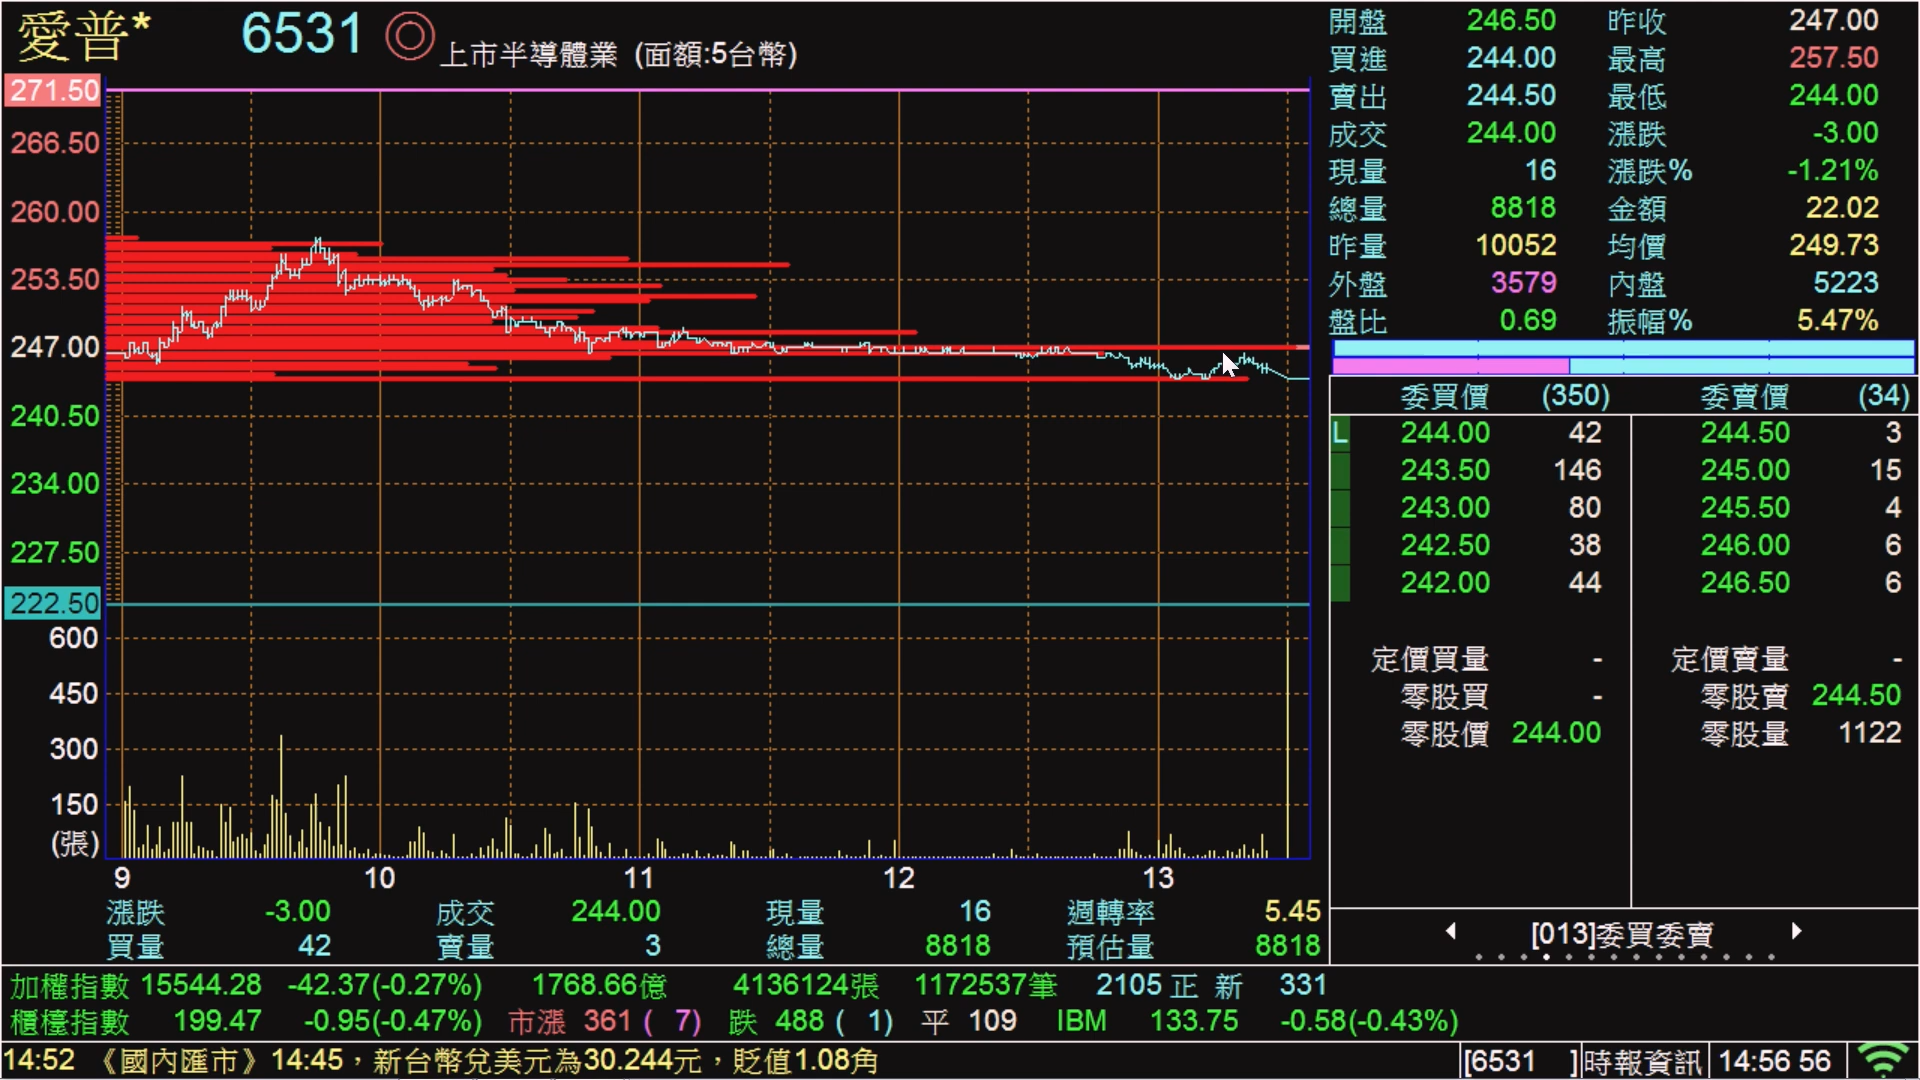 愛普* 6531 ◎ 上市半導體業 (面額:5台幣)
271.50
266.50
260.00
253.50
247.00
240.50
234.00
227.50
222.50
600
450
300
150
(張)
9 10 11 12 13
漲跌 -3.00 成交 244.00 現量 16 週轉率 5.45
買量 42 賣量 3 總量 8818 預估量 8818
開盤 246.50 昨收 247.00
買進 244.00 最高 257.50
賣出 244.50 最低 244.00
成交 244.00 漲跌 -3.00
現量 16 漲跌% -1.21%
總量 8818 金額 22.02
昨量 10052 均價 249.73
外盤 3579 內盤 5223
盤比 0.69 振幅% 5.47%
委買價 (350) 委賣價 (34)
L 244.00 42 244.50 3
243.50 146 245.00 15
243.00 80 245.50 4
242.50 38 246.00 6
242.00 44 246.50 6
定價買量 - 定價賣量 -
零股買 - 零股賣 244.50
零股價 244.00 零股量 1122
[013]委買委賣
加權指數 15544.28 -42.37(-0.27%) 1768.66億 4136124張 1172537筆 2105 正 新 331
櫃檯指數 199.47 -0.95(-0.47%) 市漲 361 ( 7) 跌 488 ( 1) 平 109 IBM 133.75 -0.58(-0.43%)
14:52 《國內匯市》14:45，新台幣兌美元為30.244元，貶值1.08角 [6531 ]時報資訊 14:56 56